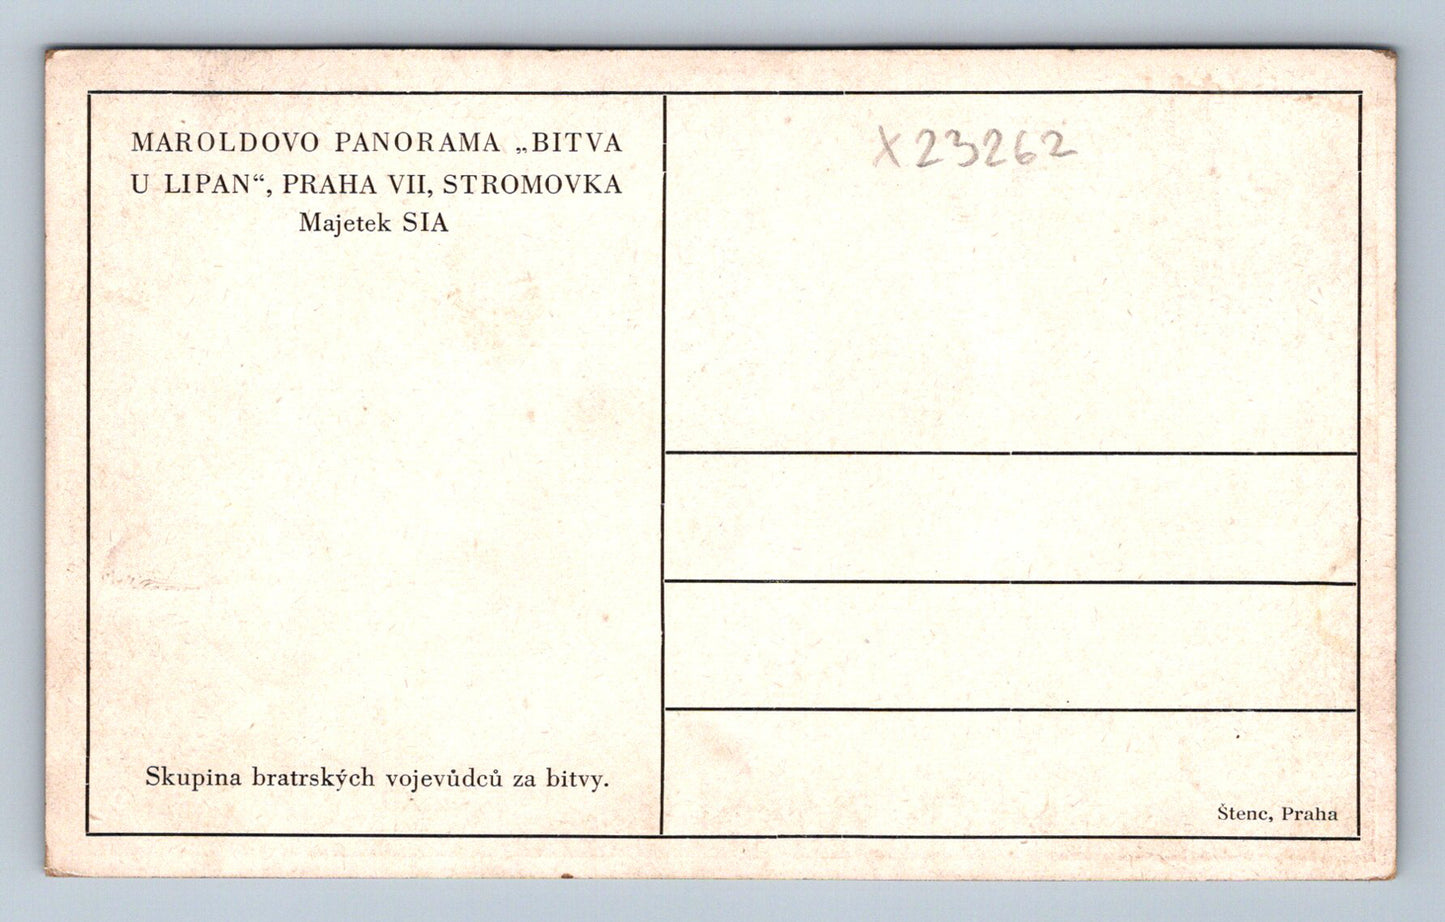 MAROLDOVO PANORAMA „BITVA
U LIPAN“, PRAHA VII, STROMOVKA
Majetek SIA
X23262
Skupina bratrských vojevůdců za bitvy.
Štenc, Praha